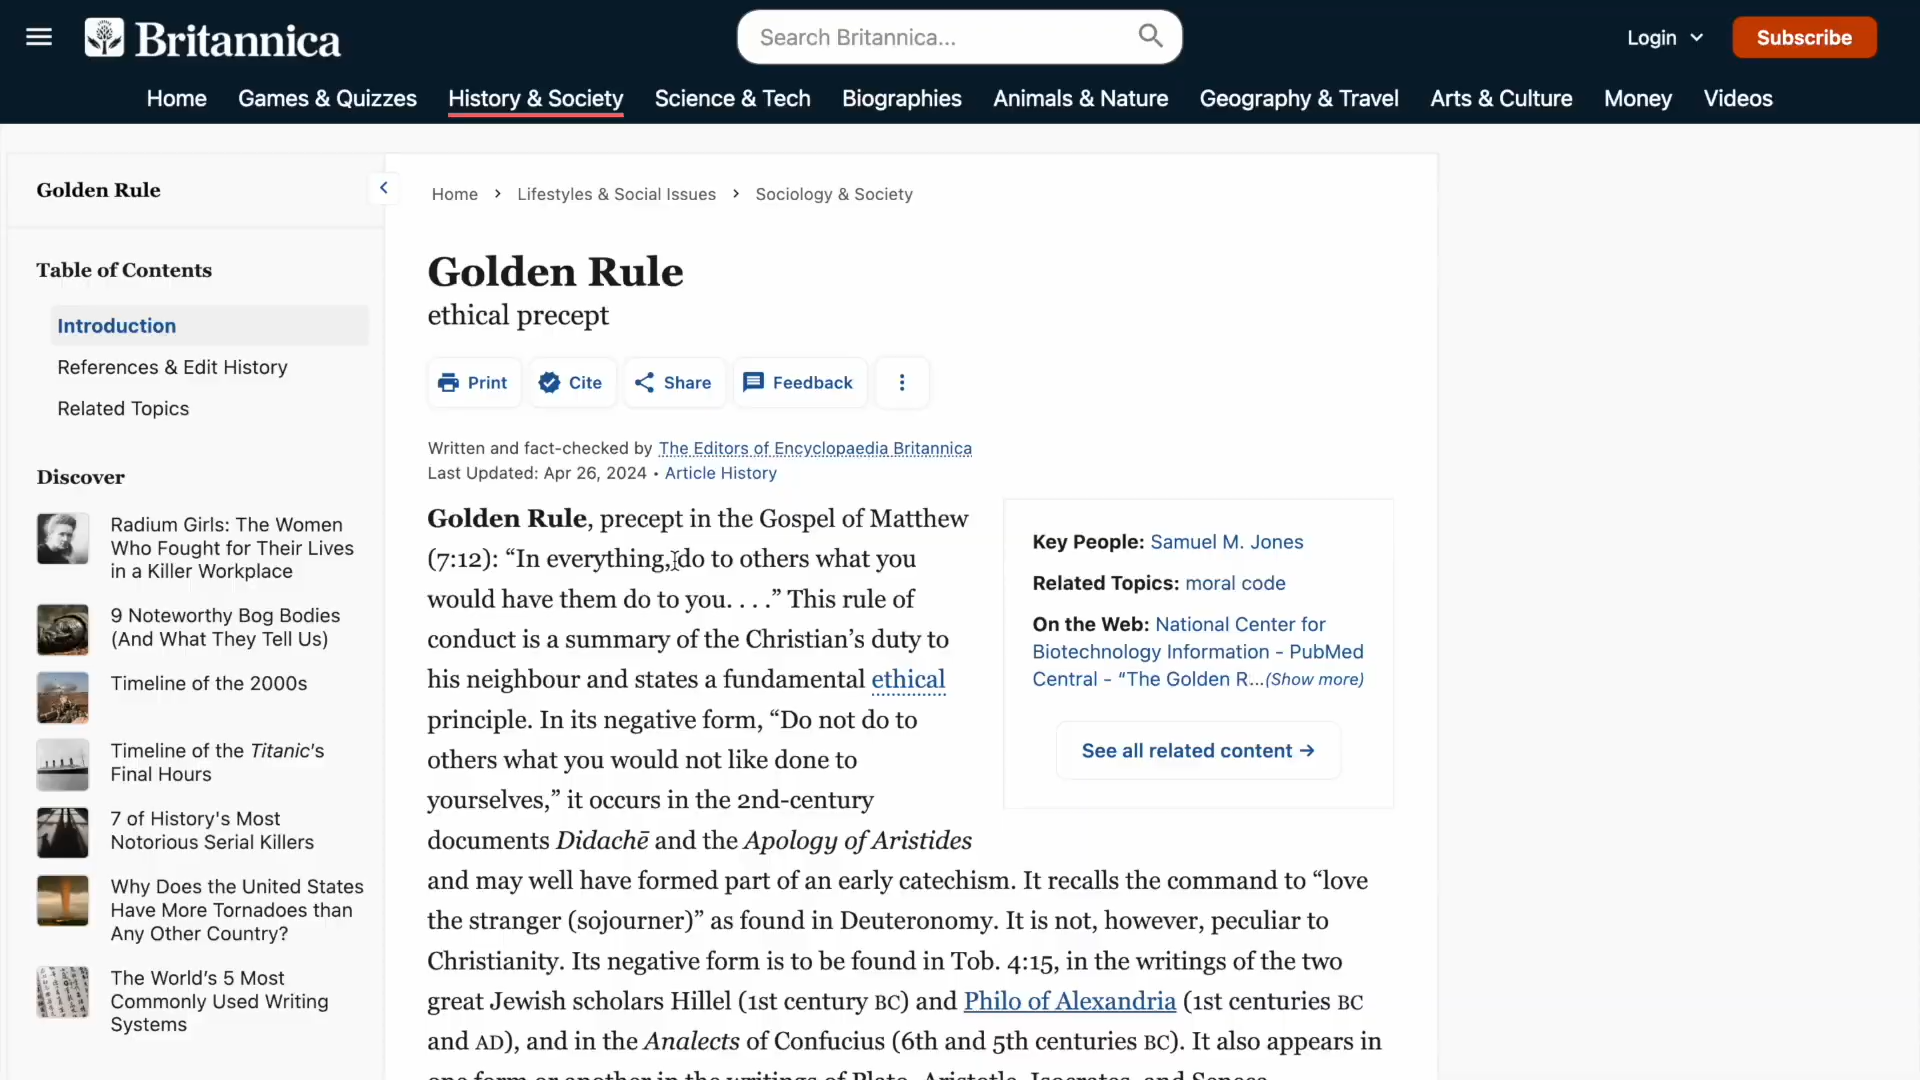 Britannica
Search Britannica...
Login
Subscribe
Home
Games & Quizzes
History & Society
Science & Tech
Biographies
Animals & Nature
Geography & Travel
Arts & Culture
Money
Videos
Golden Rule
Table of Contents
Introduction
References & Edit History
Related Topics
Discover
Radium Girls: The Women
Who Fought for Their Lives
in a Killer Workplace
9 Noteworthy Bog Bodies
(And What They Tell Us)
Timeline of the 2000s
Timeline of the Titanic's
Final Hours
7 of History's Most
Notorious Serial Killers
Why Does the United States
Have More Tornadoes than
Any Other Country?
The World's 5 Most
Commonly Used Writing
Systems
Home > Lifestyles & Social Issues > Sociology & Society
Golden Rule
ethical precept
Print
Cite
Share
Feedback
Written and fact-checked by The Editors of Encyclopaedia Britannica
Last Updated: Apr 26, 2024 • Article History
Golden Rule, precept in the Gospel of Matthew
(7:12): “In everything, do to others what you
would have them do to you. . . .” This rule of
conduct is a summary of the Christian’s duty to
his neighbour and states a fundamental ethical
principle. In its negative form, “Do not do to
others what you would not like done to
yourselves,” it occurs in the 2nd-century
documents Didachē and the Apology of Aristides
and may well have formed part of an early catechism. It recalls the command to “love
the stranger (sojourner)” as found in Deuteronomy. It is not, however, peculiar to
Christianity. Its negative form is to be found in Tob. 4:15, in the writings of the two
great Jewish scholars Hillel (1st century BC) and Philo of Alexandria (1st centuries BC
and AD), and in the Analects of Confucius (6th and 5th centuries BC). It also appears in
one form or another in the writings of Plato, Aristotle, Isocrates, and Seneca.
Key People: Samuel M. Jones
Related Topics: moral code
On the Web: National Center for
Biotechnology Information - PubMed
Central - “The Golden R...(Show more)
See all related content →